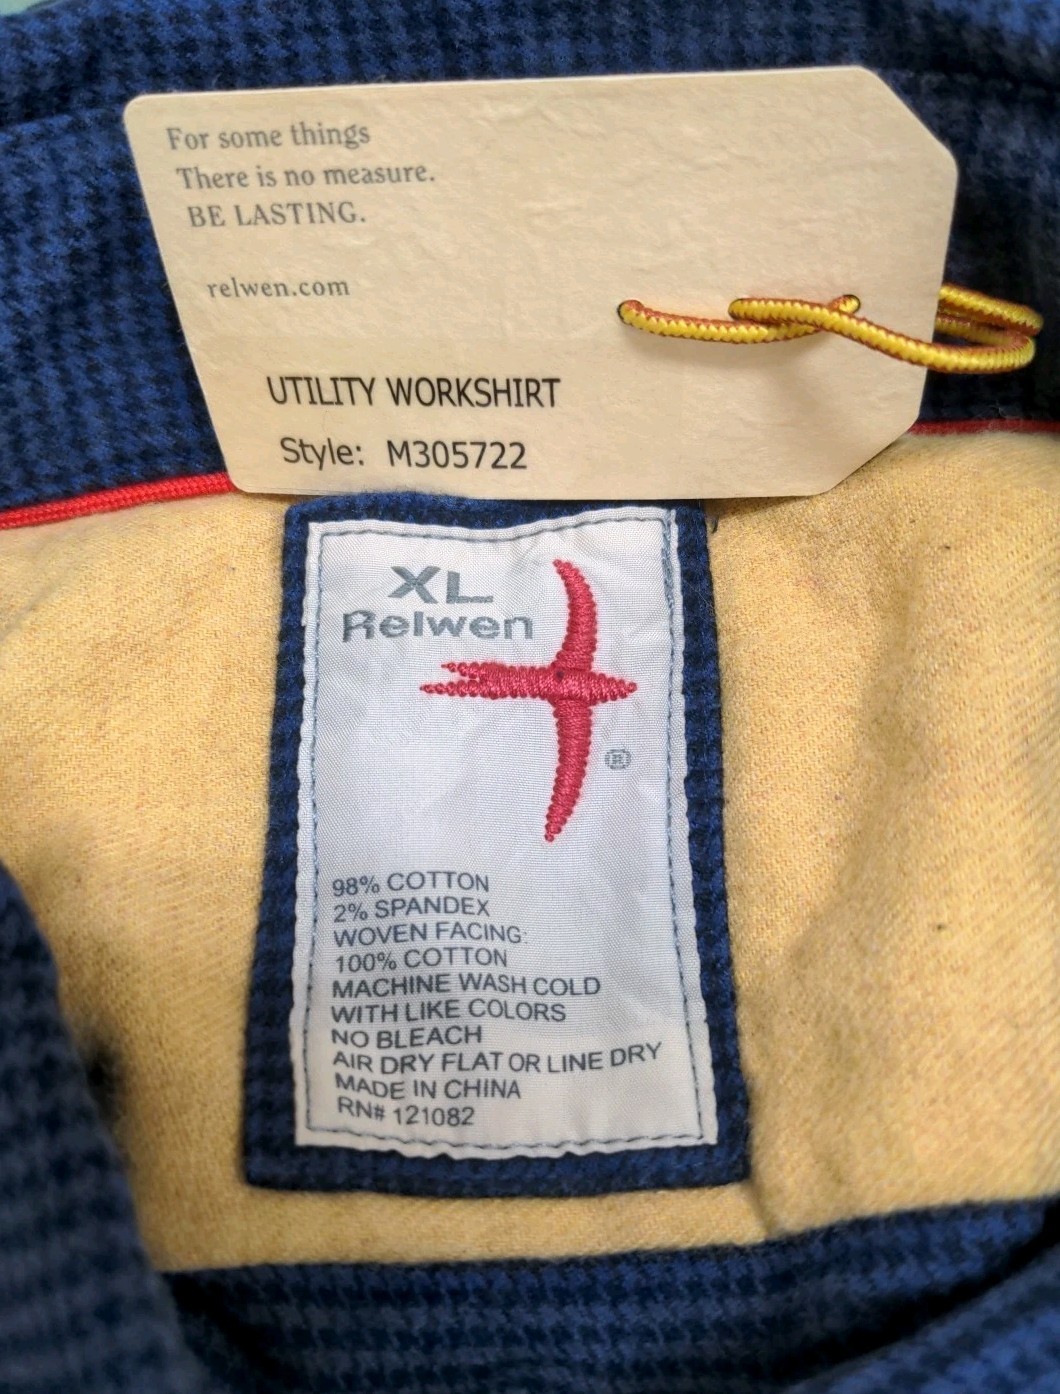 For some things
There is no measure.
BE LASTING.
relwen.com
UTILITY WORKSHIRT
Style: M305722
XL
Relwen
®
98% COTTON
2% SPANDEX
WOVEN FACING:
100% COTTON
MACHINE WASH COLD
WITH LIKE COLORS
NO BLEACH
AIR DRY FLAT OR LINE DRY
MADE IN CHINA
RN# 121082